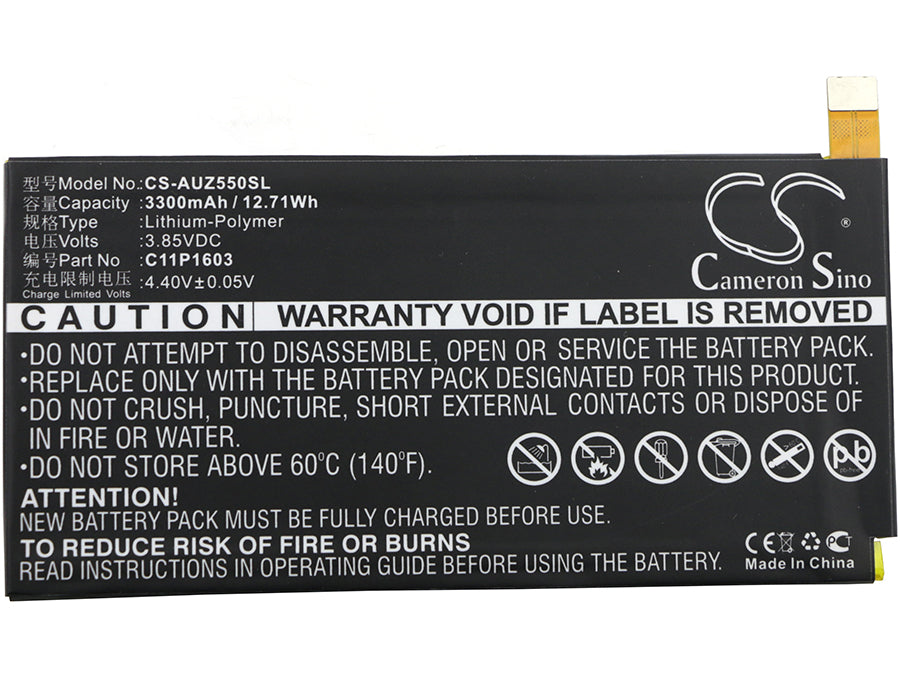 型号Model No.:CS-AUZ550SL
容量Capacity :3300mAh / 12.71Wh
规格Type :Lithium-Polymer
电压Volts :3.85VDC
编号Part No :C11P1603
充电限制电压 :4.40V±0.05V
Charge Limited Volts
CS
®
Cameron Sino
CAUTION WARRANTY VOID IF LABEL IS REMOVED
•DO NOT ATTEMPT TO DISASSEMBLE, OPEN OR SERVICE THE BATTERY PACK.
•REPLACE ONLY WITH THE BATTERY PACK DESIGNATED FOR THIS PRODUCT.
•DO NOT CRUSH, PUNCTURE, SHORT EXTERNAL CONTACTS OR DISPOSE OF
IN FIRE OR WATER.
•DO NOT STORE ABOVE 60°C (140°F).
Pb
pb-free
ATTENTION:
NEW BATTERY PACK MUST BE FULLY CHARGED BEFORE USE.
TO REDUCE RISK OF FIRE OR BURNS
READ INSTRUCTIONS IN OPERATING GUIDE BEFORE USING BATTERY PACK.
CE
Made In China